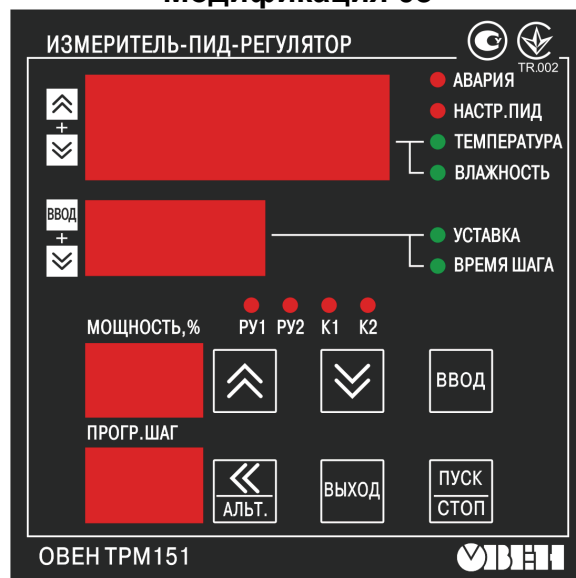 ИЗМЕРИТЕЛЬ-ПИД-РЕГУЛЯТОР
TR.002
АВАРИЯ
НАСТР.ПИД
ТЕМПЕРАТУРА
ВЛАЖНОСТЬ
+
ВВОД
+
УСТАВКА
ВРЕМЯ ШАГА
МОЩНОСТЬ,%
РУ1 РУ2 К1 К2
ВВОД
ПРОГР.ШАГ
АЛЬТ.
ВЫХОД
ПУСК
СТОП
ОВЕН ТРМ151
ОВЕН